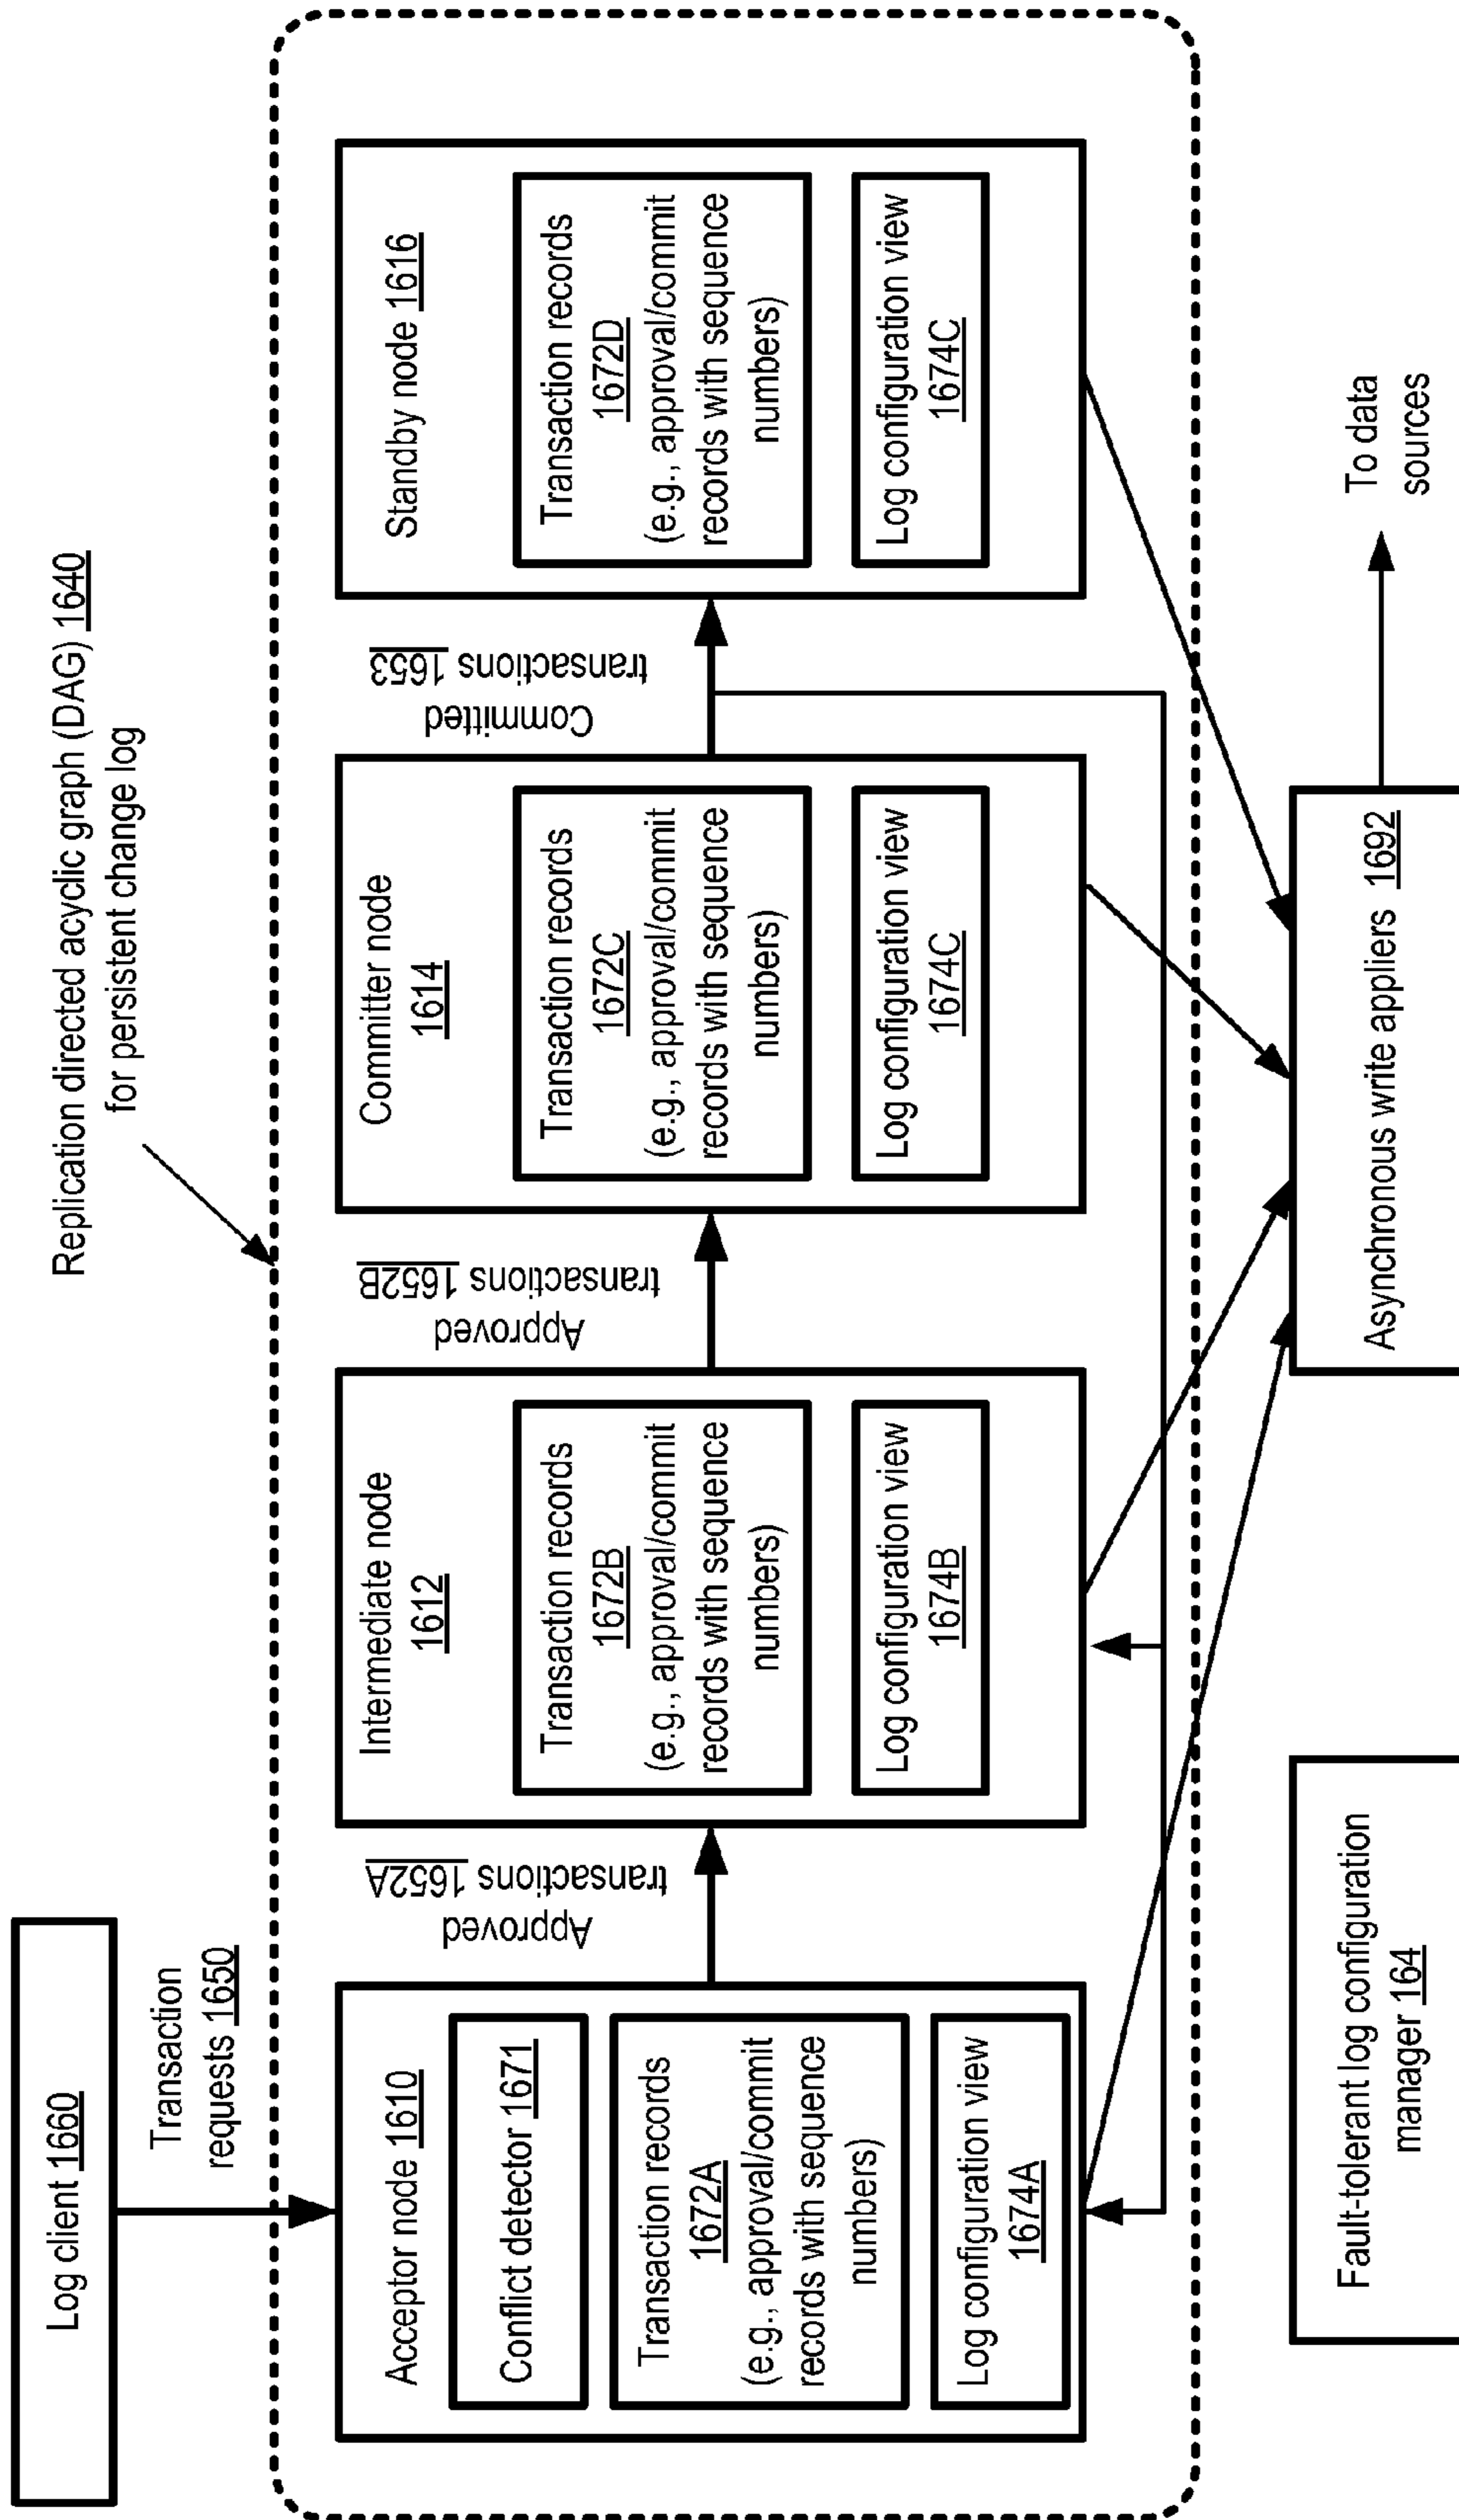 Replication directed acyclic graph (DAG) 1640
for persistent change log
Log client 1660
Transaction
requests 1650
Acceptor node 1610
Conflict detector 1671
Transaction records
1672A
(e.g., approval/commit
records with sequence
numbers)
Log configuration view
1674A
Approved
transactions 1652A
Intermediate node
1612
Transaction records
1672B
(e.g., approval/commit
records with sequence
numbers)
Log configuration view
1674B
Approved
transactions 1652B
Committer node
1614
Transaction records
1672C
(e.g., approval/commit
records with sequence
numbers)
Log configuration view
1674C
Committed
transactions 1653
Standby node 1616
Transaction records
1672D
(e.g., approval/commit
records with sequence
numbers)
Log configuration view
1674C
Fault-tolerant log configuration
manager 164
Asynchronous write appliers 1692
To data
sources